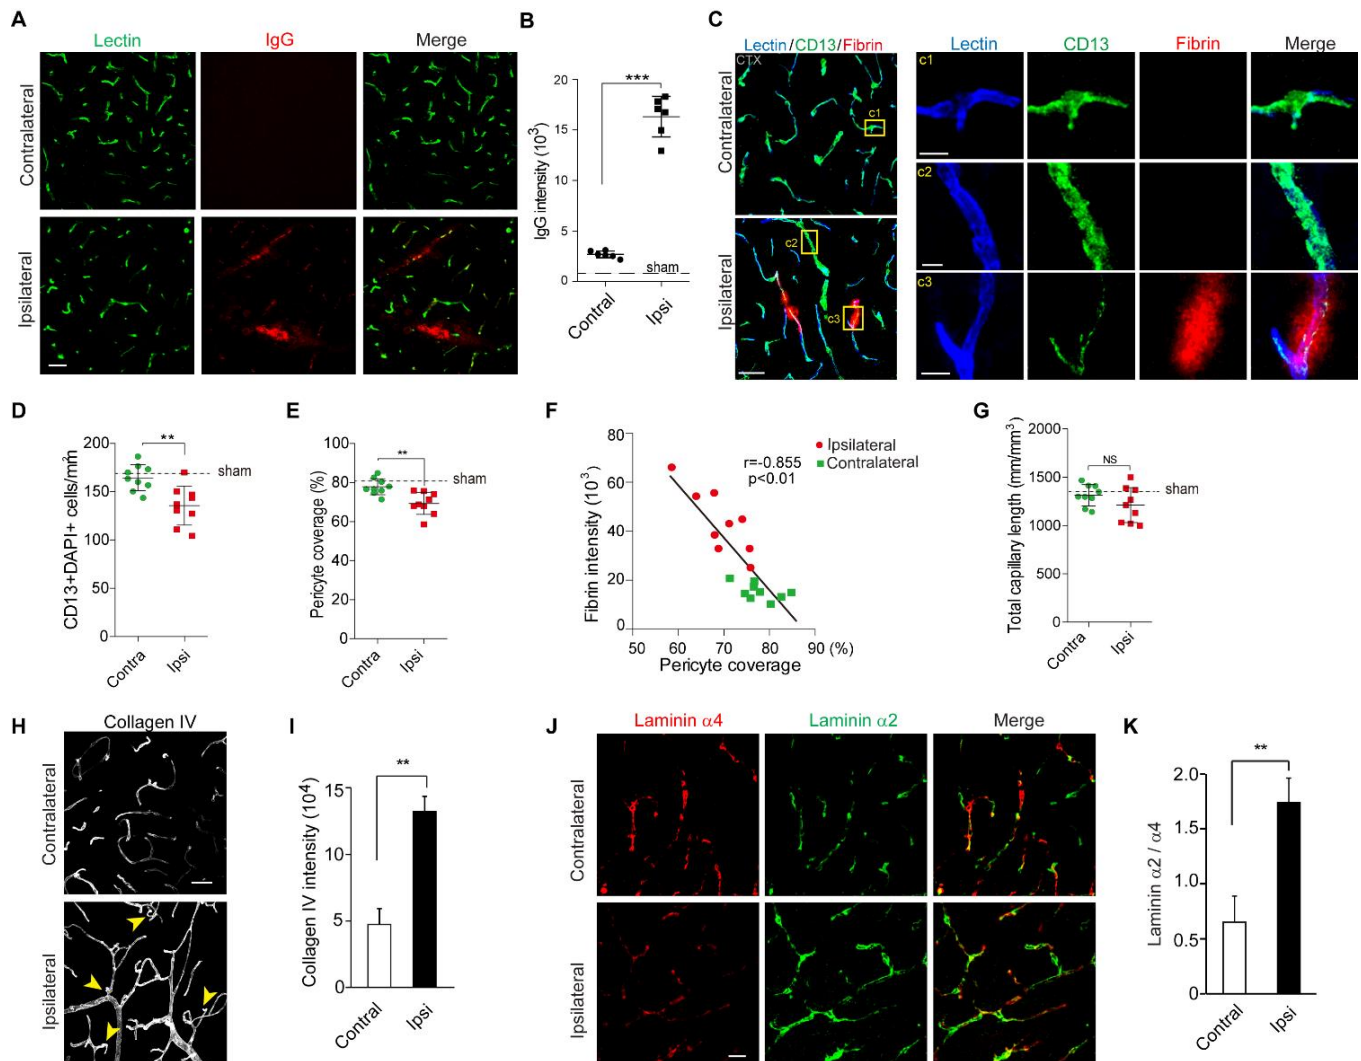 A
Lectin
IgG
Merge
Contralateral
Ipsilateral
B
***
IgG intensity (10³)
20
15
10
5
0
sham
Contral
Ipsi
C
Lectin/CD13/Fibrin
CTX
Contralateral
Ipsilateral
c1
c2
c3
Lectin
CD13
Fibrin
Merge
c1
c2
c3
D
**
CD13+DAPI+ cells/mm²
200
150
100
50
0
sham
Contra
Ipsi
E
**
Pericyte coverage (%)
100
80
60
40
20
0
sham
Contra
Ipsi
F
Ipsilateral
Contralateral
r=-0.855
p<0.01
Fibrin intensity (10³)
80
60
40
20
0
50 60 70 80 90 (%)
Pericyte coverage
G
NS
Total capillary length (mm/mm³)
2000
1500
1000
500
0
sham
Contra
Ipsi
H
Collagen IV
Contralateral
Ipsilateral
I
**
Collagen IV intensity (10⁴)
15
10
5
0
Contral
Ipsi
J
Laminin α4
Laminin α2
Merge
Contralateral
Ipsilateral
K
**
Laminin α2 / α4
2.0
1.5
1.0
0.5
0
Contral
Ipsi